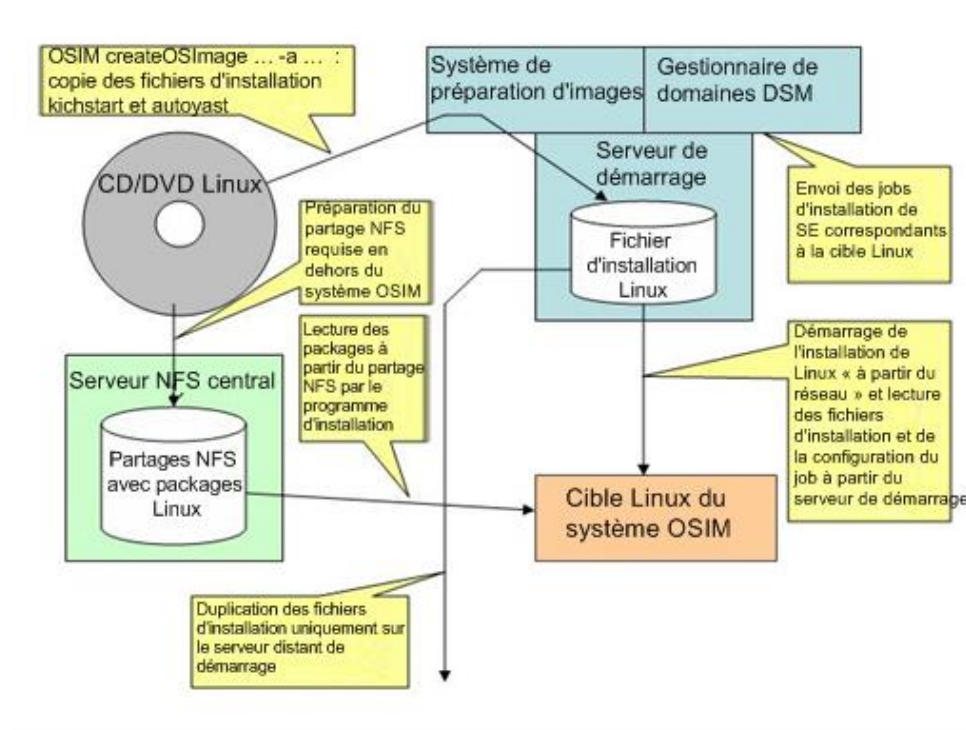 OSIM createOSImage ... -a ... :
copie des fichiers d'installation
kichstart et autoyast
Système de
préparation d'images
Gestionnaire de
domaines DSM
Serveur de
démarrage
CD/DVD Linux
Envoi des jobs
d'installation de
SE correspondants
à la cible Linux
Préparation du
partage NFS
requise en
dehors du
système OSIM
Fichier
d'installation
Linux
Lecture des
packages à
partir du partage
NFS par le
programme
d'installation
Démarrage de
l'installation de
Linux « à partir du
réseau » et lecture
des fichiers
d'installation et de
la configuration du
job à partir du
serveur de démarrage
Serveur NFS central
Partages NFS
avec packages
Linux
Cible Linux du
système OSIM
Duplication des fichiers
d'installation uniquement sur
le serveur distant de
démarrage